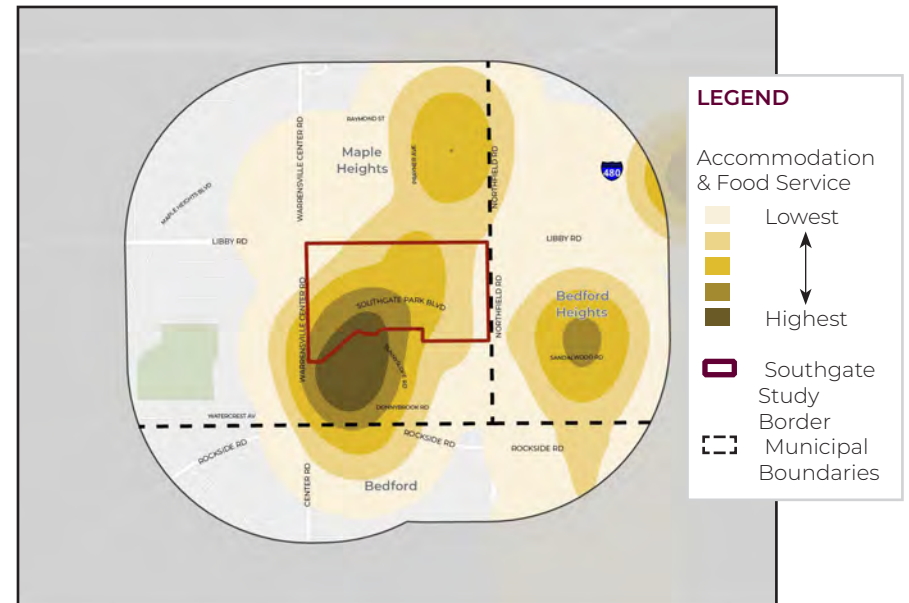 RAYMOND ST
WARRENSVILLE CENTER RD
Maple
Heights
NORTHFIELD RD
480
MAPLE HEIGHTS BLVD
LIBBY RD
LIBBY RD
WARRENSVILLE CENTER RD
SOUTHGATE PARK BLVD
NORTHFIELD RD
Bedford
Heights
SANDALWOOD RD
WATERCREST AV
ROCKSIDE RD
ROCKSIDE RD
ROCKSIDE RD
CENTER RD
Bedford
LEGEND
Accommodation
& Food Service
Lowest
Highest
Southgate
Study
Border
Municipal
Boundaries